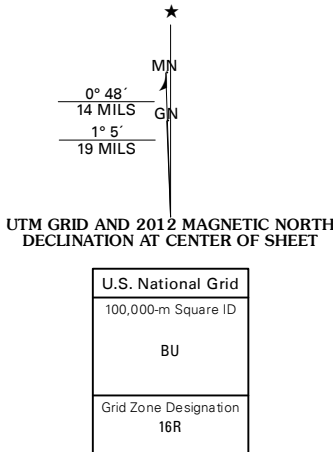 ★
MN
0° 48´
14 MILS
GN
1° 5´
19 MILS
UTM GRID AND 2012 MAGNETIC NORTH
DECLINATION AT CENTER OF SHEET
U.S. National Grid
100,000-m Square ID
BU
Grid Zone Designation
16R